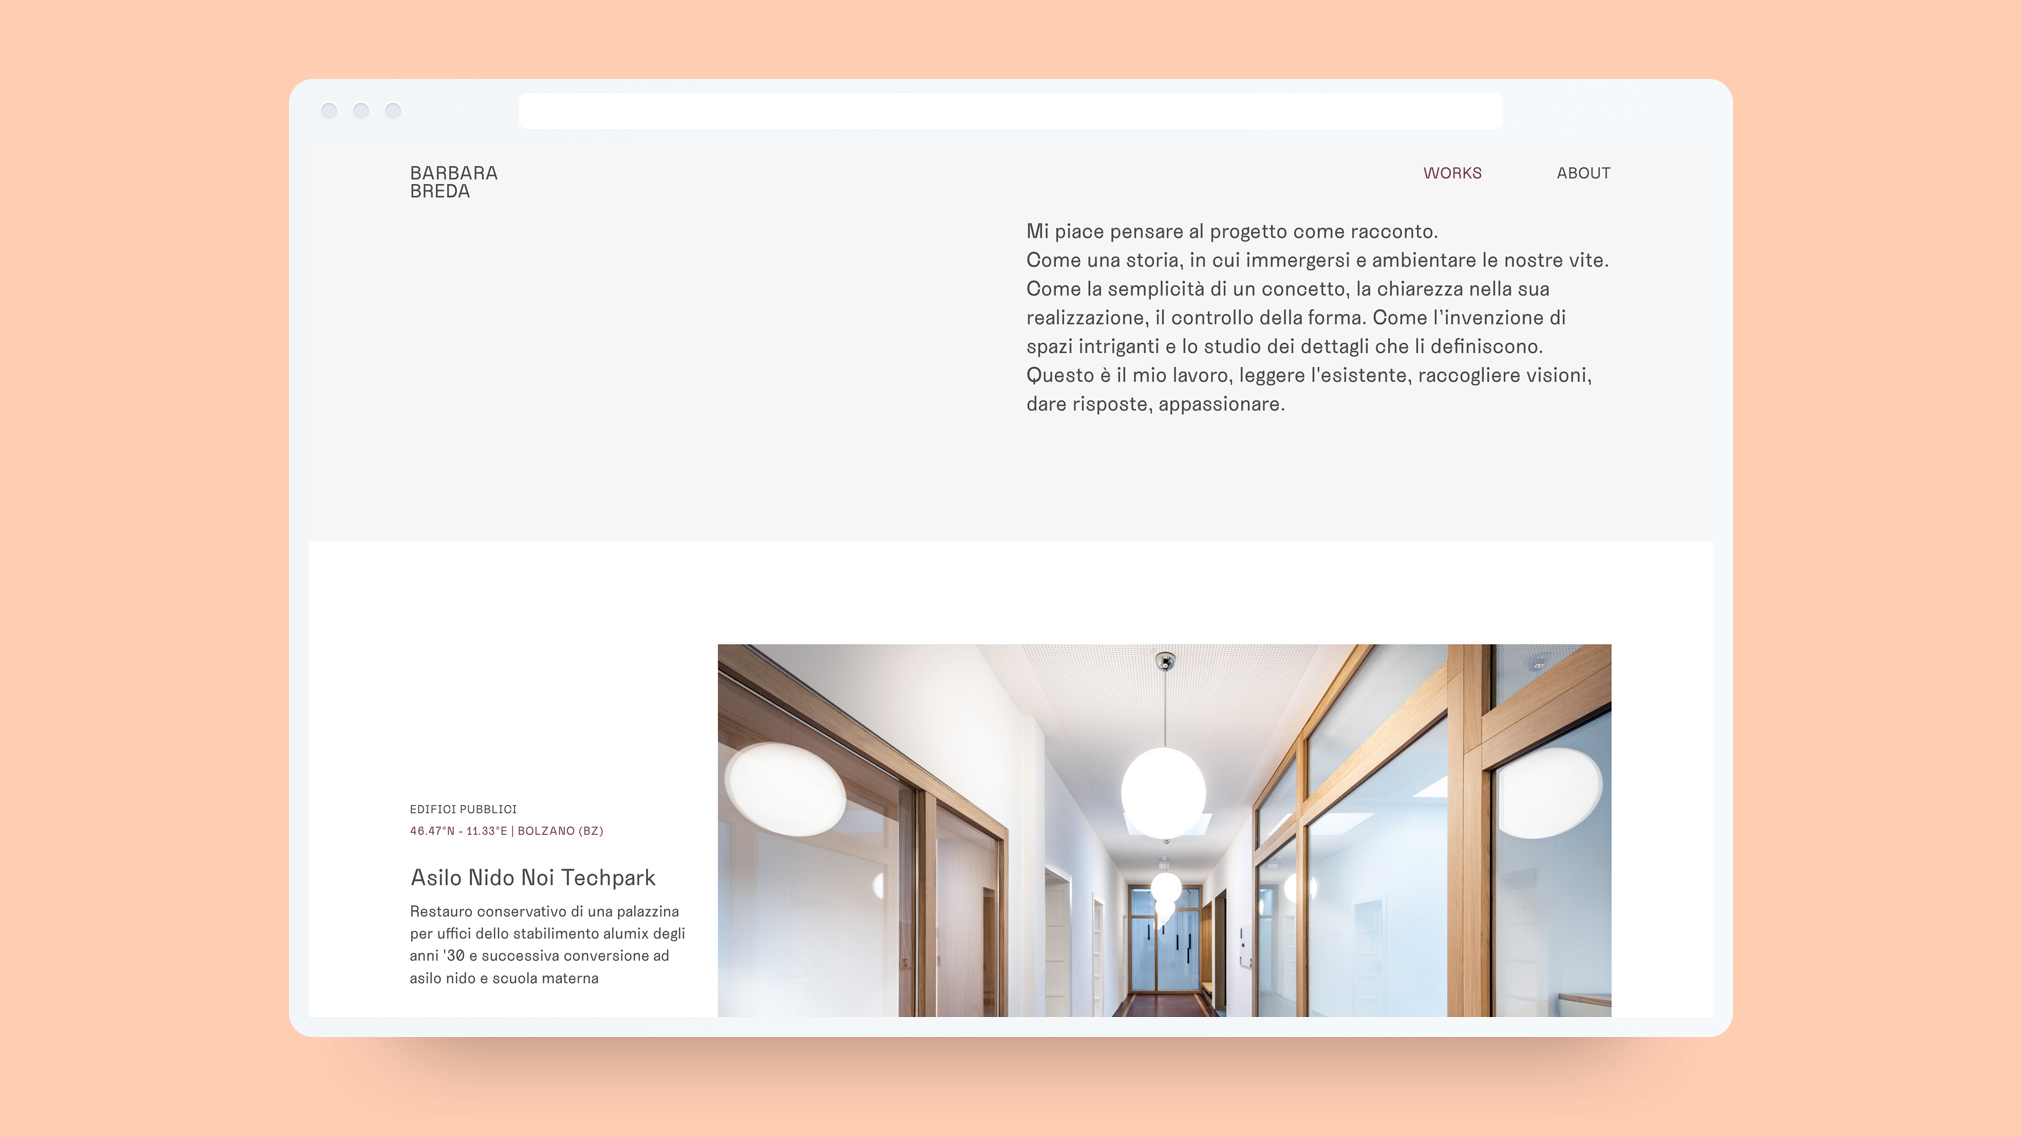 BARBARA
BREDA
WORKS
ABOUT
Mi piace pensare al progetto come racconto.
Come una storia, in cui immergersi e ambientare le nostre vite.
Come la semplicità di un concetto, la chiarezza nella sua
realizzazione, il controllo della forma. Come l’invenzione di
spazi intriganti e lo studio dei dettagli che li definiscono.
Questo è il mio lavoro, leggere l'esistente, raccogliere visioni,
dare risposte, appassionare.
EDIFICI PUBBLICI
46.47°N - 11.33°E | BOLZANO (BZ)
Asilo Nido Noi Techpark
Restauro conservativo di una palazzina
per uffici dello stabilimento alumix degli
anni '30 e successiva conversione ad
asilo nido e scuola materna